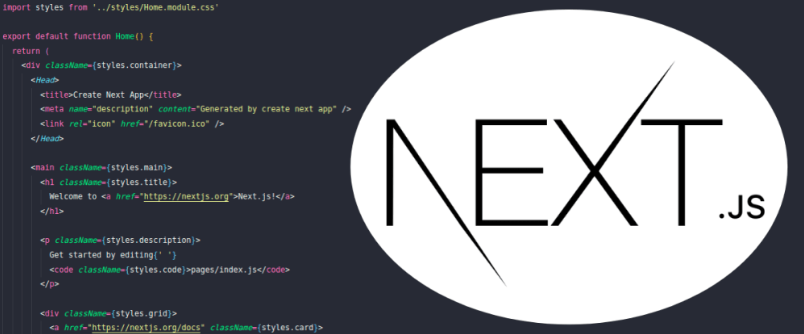 import styles from '../styles/Home.module.css'
export default function Home() {
return (
<div className={styles.container}>
<Head>
<title>Create Next App</title>
<meta name="description" content="Generated by create next app" />
<link rel="icon" href="/favicon.ico" />
</Head>
<main className={styles.main}>
<h1 className={styles.title}>
Welcome to <a href="https://nextjs.org">Next.js!</a>
</h1>
<p className={styles.description}>
Get started by editing{' '}
<code className={styles.code}>pages/index.js</code>
</p>
<div className={styles.grid}>
<a href="https://nextjs.org/docs" className={styles.card}>
NEXT.JS